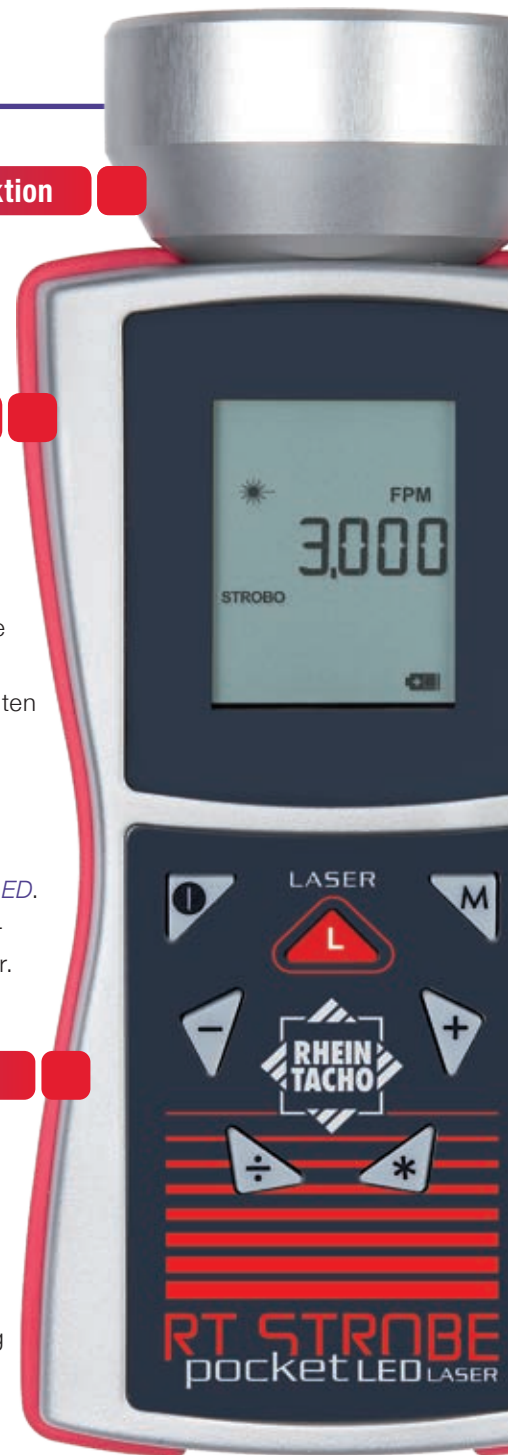 ktion
FPM
3,000
STROBO
e
ten
ED.
-
r.
LASER
M
L
-
+
RHEIN
TACHO
÷
*
g
RT STROBE
pocket LED LASER